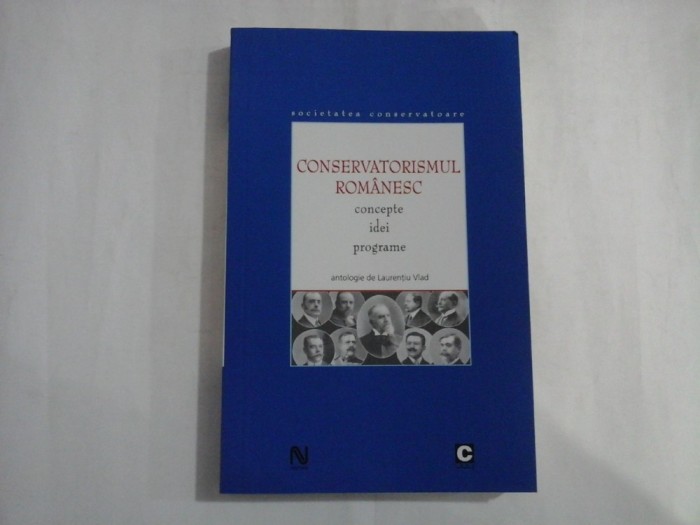 societatea conservatoare
CONSERVATORISMUL
ROMÂNESC
concepte
idei
programe
antologie de Laurențiu Vlad
N
C